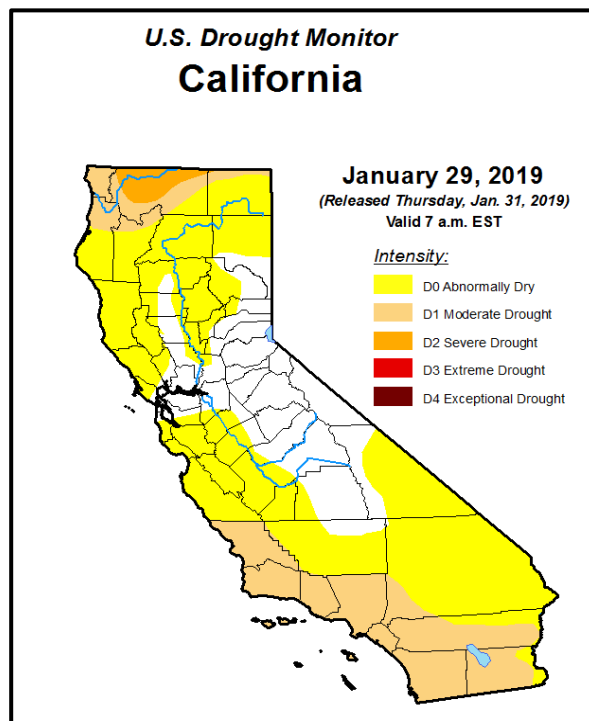 U.S. Drought Monitor
California
January 29, 2019
(Released Thursday, Jan. 31, 2019)
Valid 7 a.m. EST
Intensity:
D0 Abnormally Dry
D1 Moderate Drought
D2 Severe Drought
D3 Extreme Drought
D4 Exceptional Drought